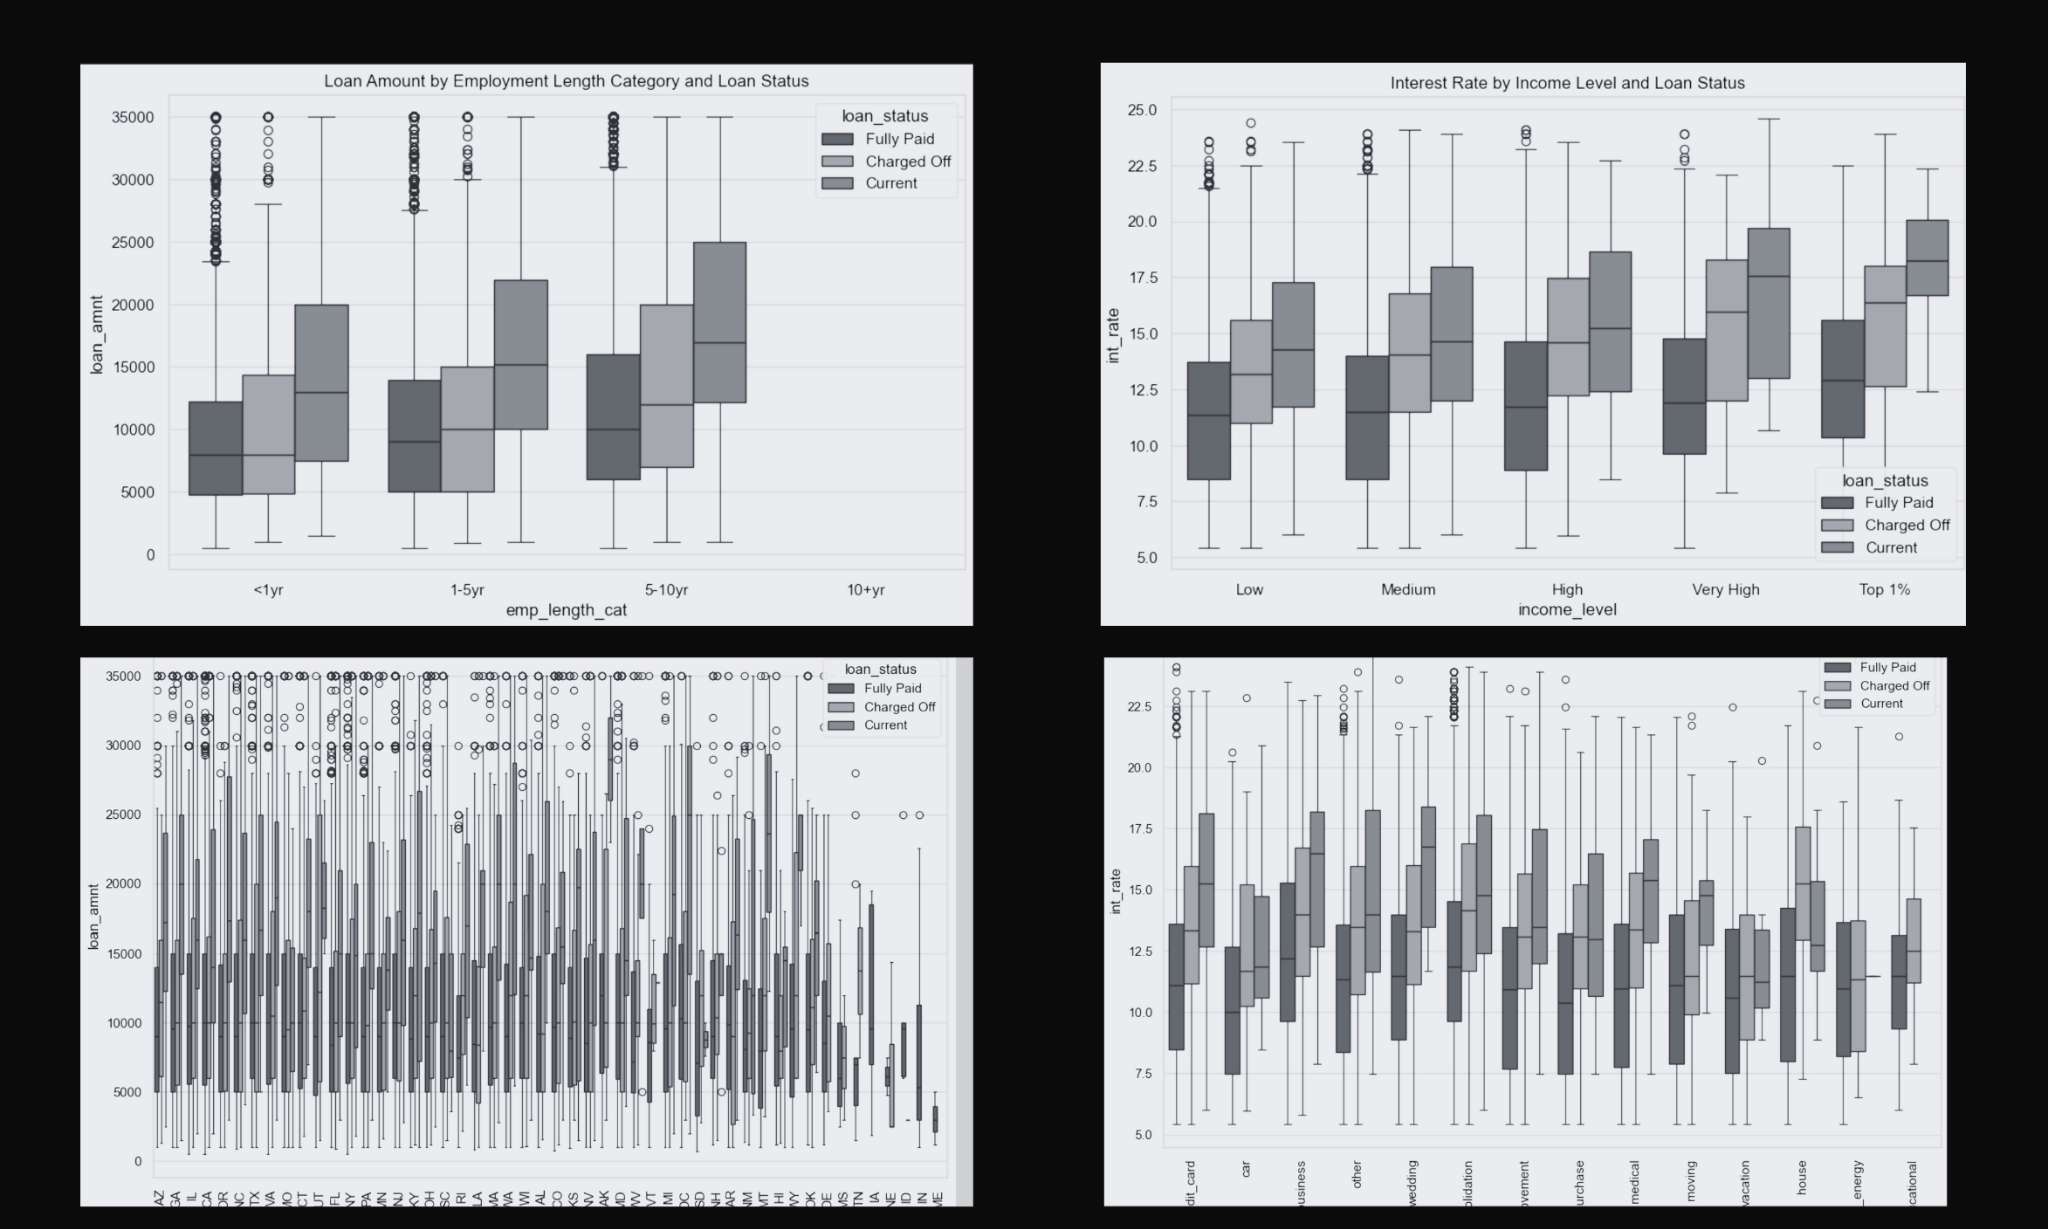 Loan Amount by Employment Length Category and Loan Status
loan_amnt
35000
30000
25000
20000
15000
10000
5000
0
loan_status
Fully Paid
Charged Off
Current
<1yr 1-5yr 5-10yr 10+yr
emp_length_cat
Interest Rate by Income Level and Loan Status
int_rate
25.0
22.5
20.0
17.5
15.0
12.5
10.0
7.5
5.0
loan_status
Fully Paid
Charged Off
Current
Low Medium High Very High Top 1%
income_level
loan_amnt
35000
30000
25000
20000
15000
10000
5000
0
loan_status
Fully Paid
Charged Off
Current
AZ GA IL CA OR NC TX VA MO CT UT FL NY PA MN NJ KY OH SC RI LA MA WA WI AL CO KS NV AK MD WV VT MI DC SD NH AR NM MT HI WY OK DE MS TN IA NE ID IN ME
int_rate
22.5
20.0
17.5
15.0
12.5
10.0
7.5
5.0
Fully Paid
Charged Off
Current
dit_card car usiness other wedding olidation ovement urchase medical moving vacation house _energy cational